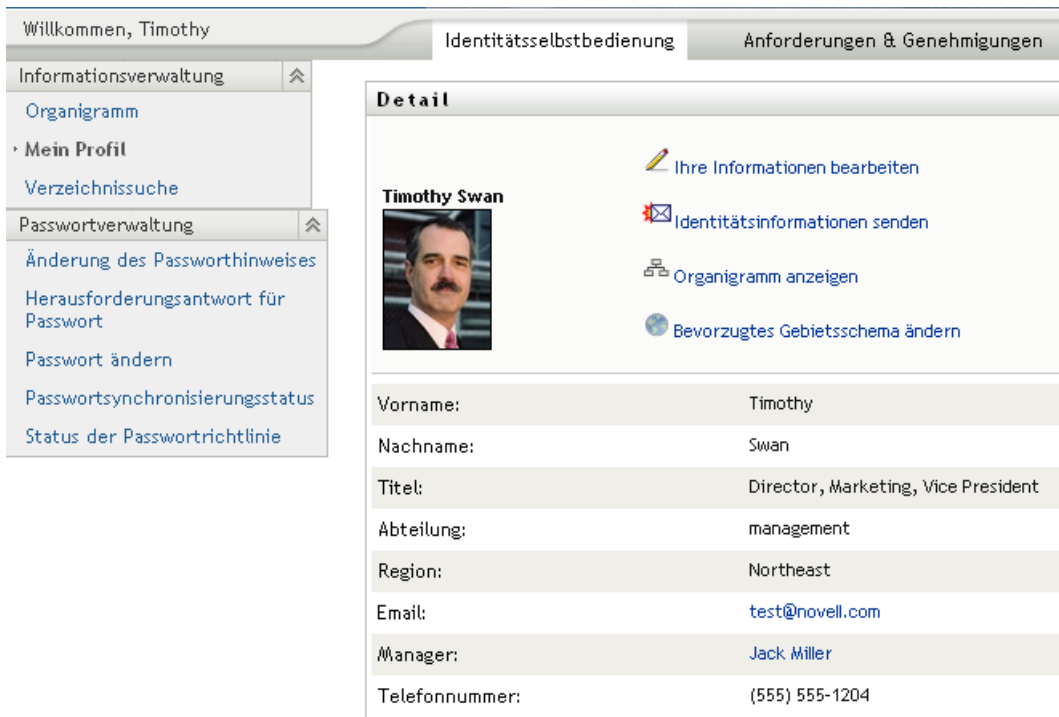 Willkommen, Timothy
Identitätsselbstbedienung
Anforderungen & Genehmigungen
Informationsverwaltung
Organigramm
Mein Profil
Verzeichnissuche
Passwortverwaltung
Änderung des Passworthinweises
Herausforderungsantwort für
Passwort
Passwort ändern
Passwortsynchronisierungsstatus
Status der Passwortrichtlinie
Detail
Timothy Swan
Ihre Informationen bearbeiten
Identitätsinformationen senden
Organigramm anzeigen
Bevorzugtes Gebietsschema ändern
Vorname: Timothy
Nachname: Swan
Titel: Director, Marketing, Vice President
Abteilung: management
Region: Northeast
Email: test@novell.com
Manager: Jack Miller
Telefonnummer: (555) 555-1204